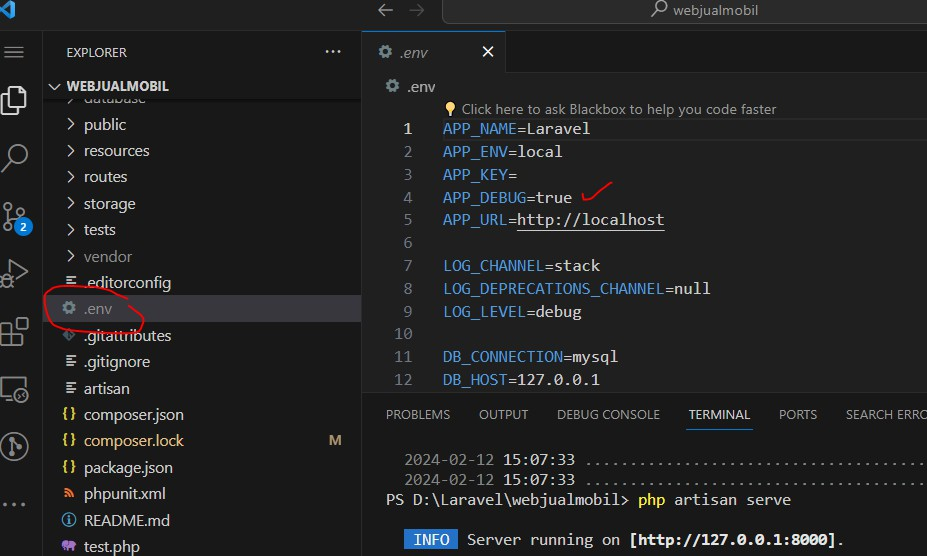 webjualmobil
EXPLORER
WEBJUALMOBIL
database
public
resources
routes
storage
tests
vendor
.editorconfig
.env
.gitattributes
.gitignore
artisan
composer.json
composer.lock M
package.json
phpunit.xml
README.md
test.php
2
.env
.env
Click here to ask Blackbox to help you code faster
1 APP_NAME=Laravel
2 APP_ENV=local
3 APP_KEY=
4 APP_DEBUG=true
5 APP_URL=http://localhost
6
7 LOG_CHANNEL=stack
8 LOG_DEPRECATIONS_CHANNEL=null
9 LOG_LEVEL=debug
10
11 DB_CONNECTION=mysql
12 DB_HOST=127.0.0.1
PROBLEMS OUTPUT DEBUG CONSOLE TERMINAL PORTS SEARCH ERRO
2024-02-12 15:07:33 ..................................
2024-02-12 15:07:33 ..................................
PS D:\Laravel\webjualmobil> php artisan serve
INFO Server running on [http://127.0.0.1:8000].